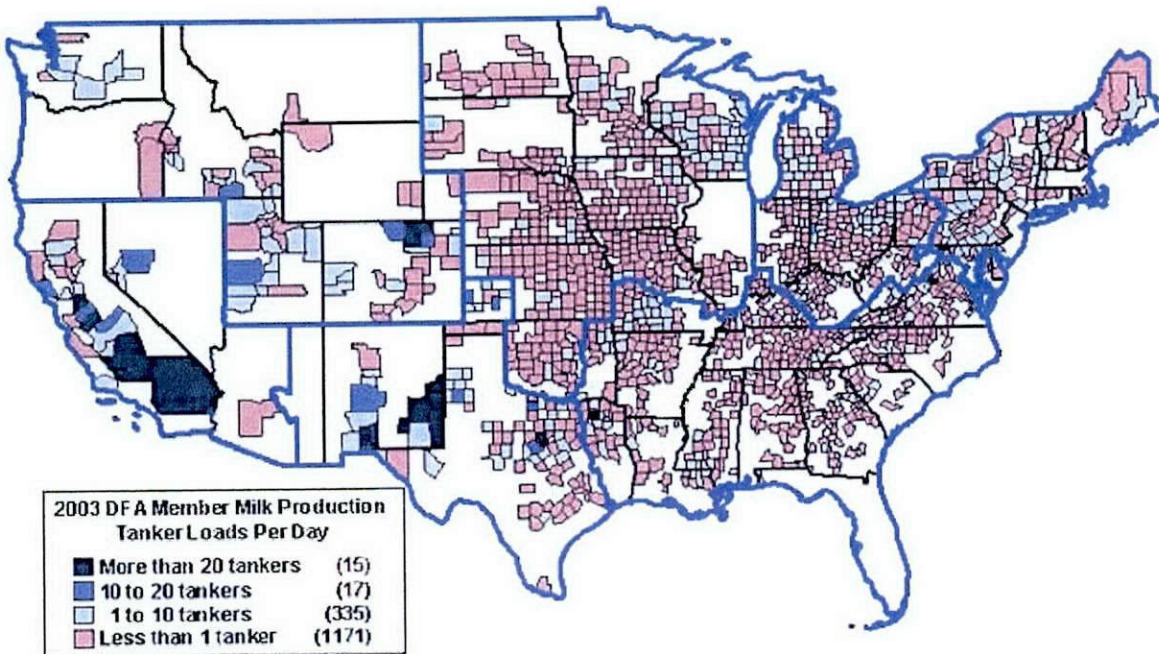 2003 DFA Member Milk Production
Tanker Loads Per Day
More than 20 tankers (15)
10 to 20 tankers (17)
1 to 10 tankers (335)
Less than 1 tanker (1171)